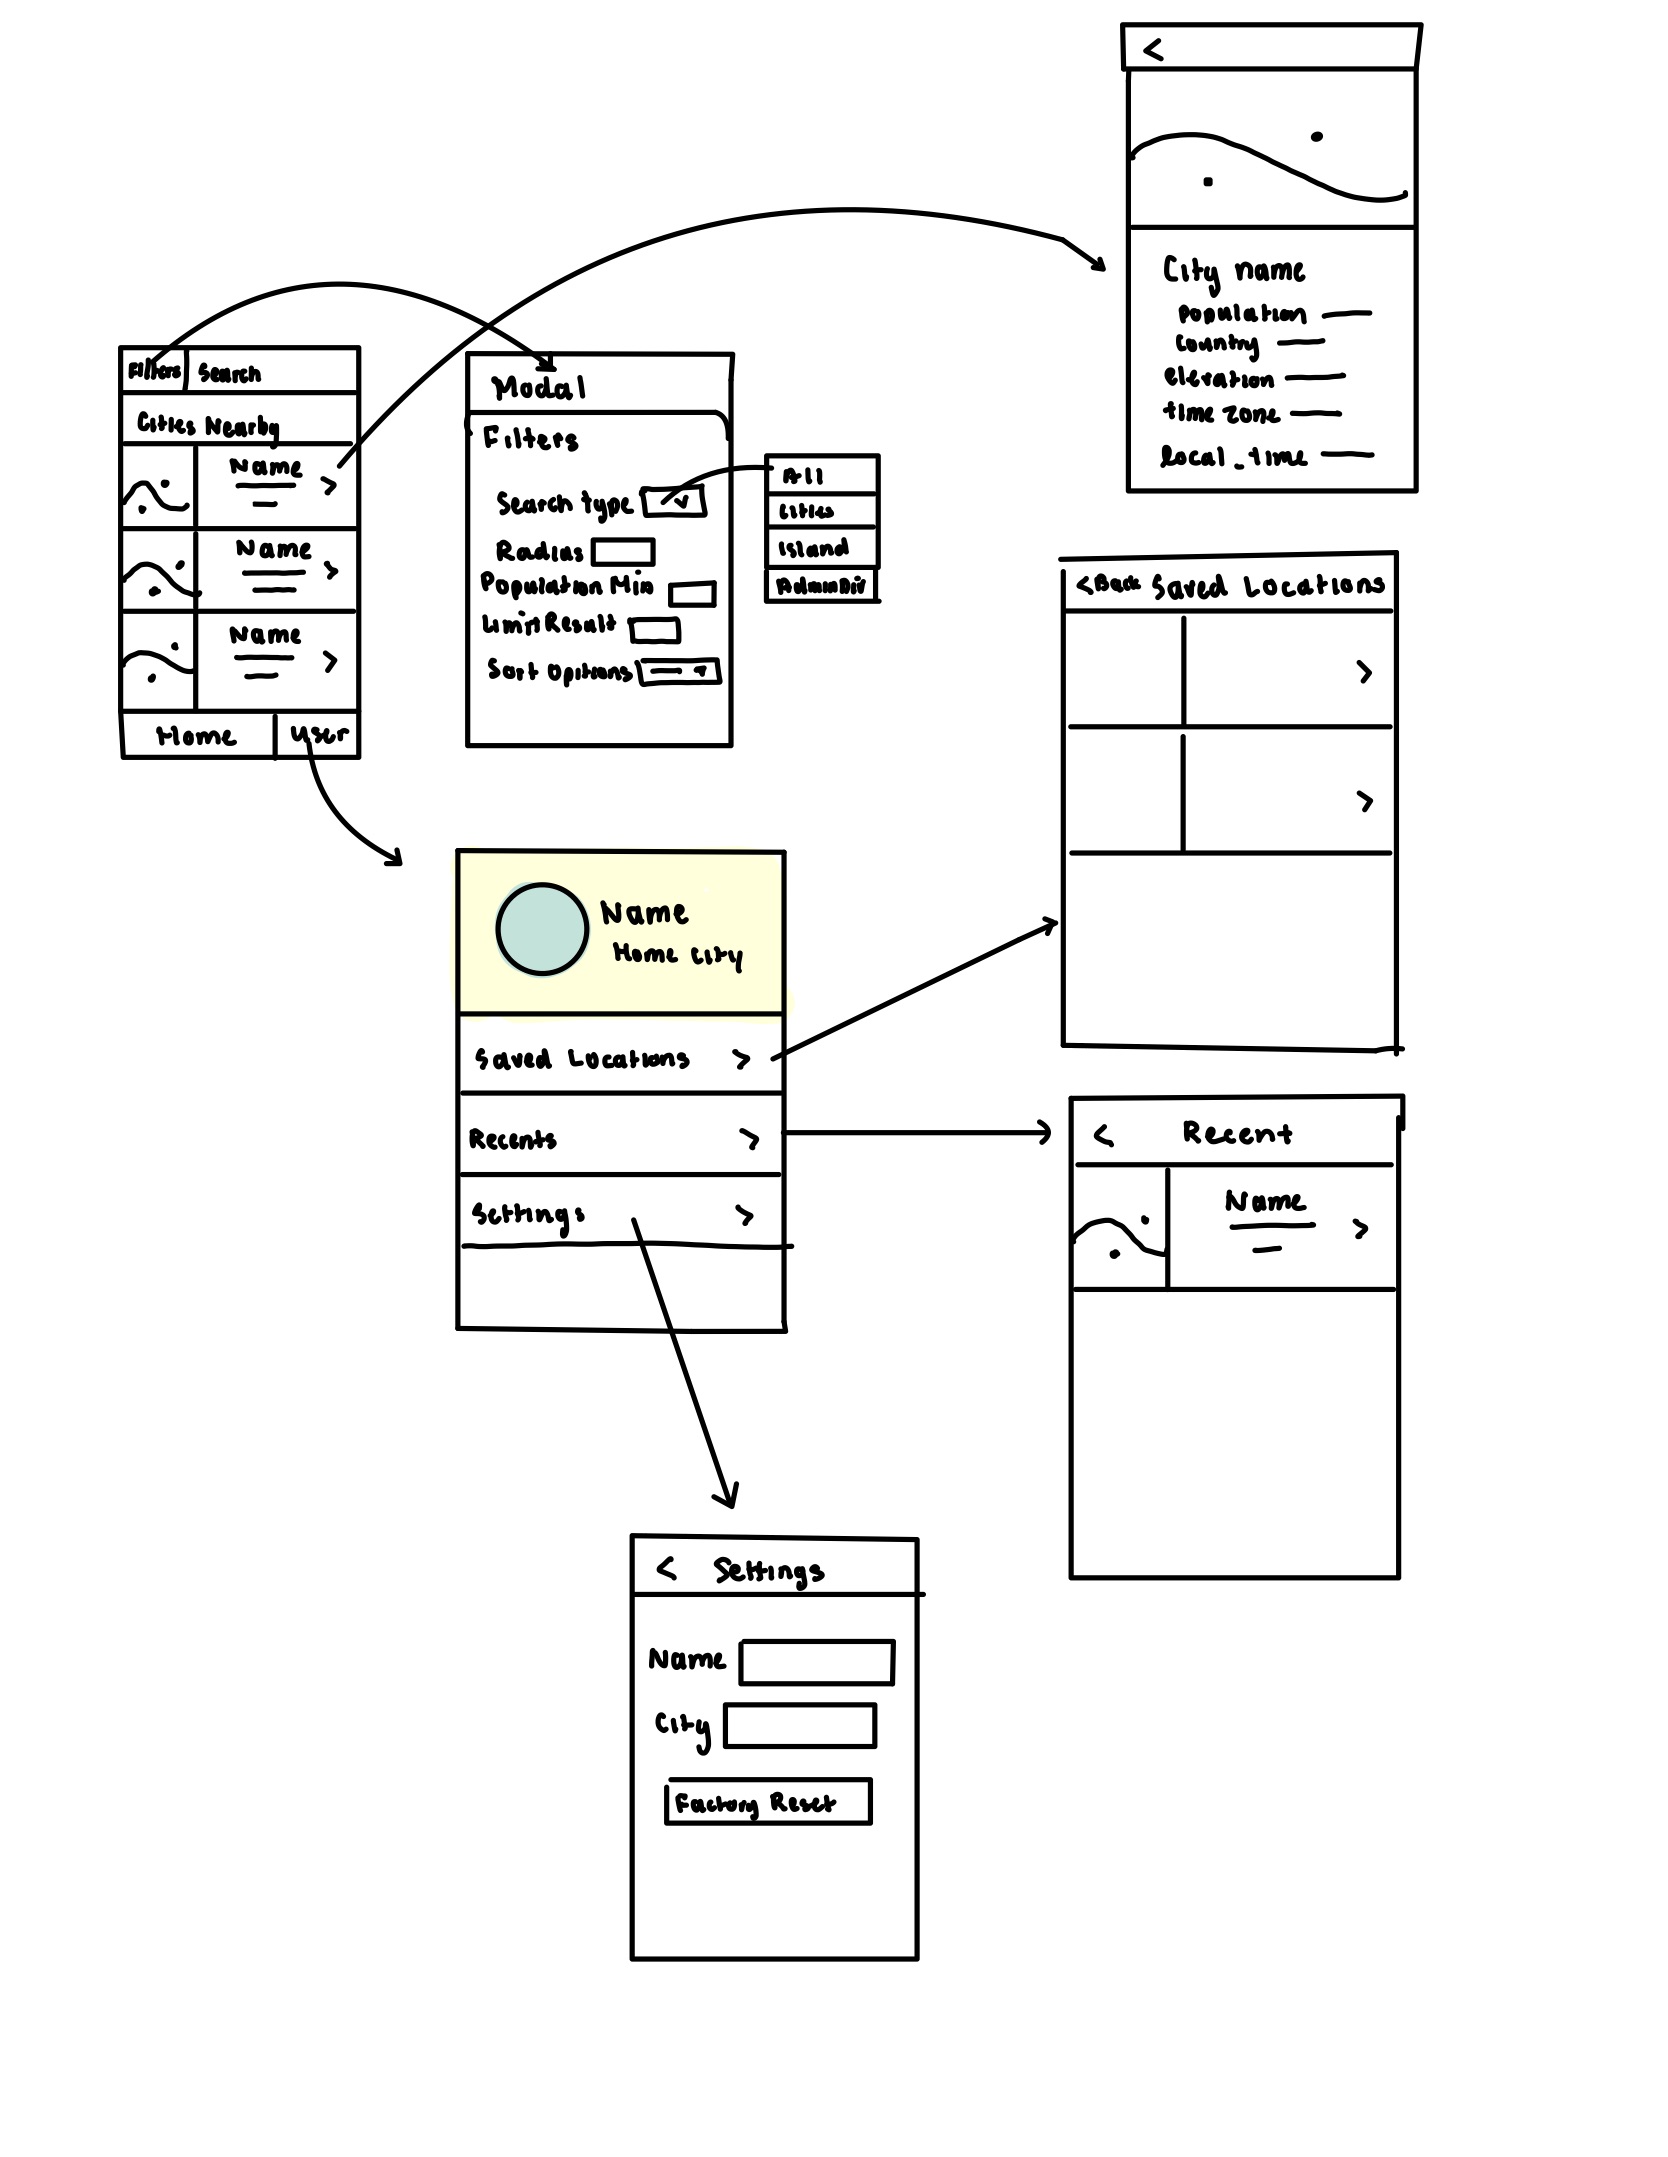 Filters Search
Cities Nearby
Name
Name
Name
Home User
Modal
Filters
Search type
Radius
Population Min
Limit Result
Sort Options
All
Cities
Island
AdminDiv
<
City name
Population
Country
elevation
time zone
local_time
<Back Saved Locations
Name
Home City
Saved Locations >
Recents >
Settings >
< Recent
Name
< Settings
Name
City
Factory Reset